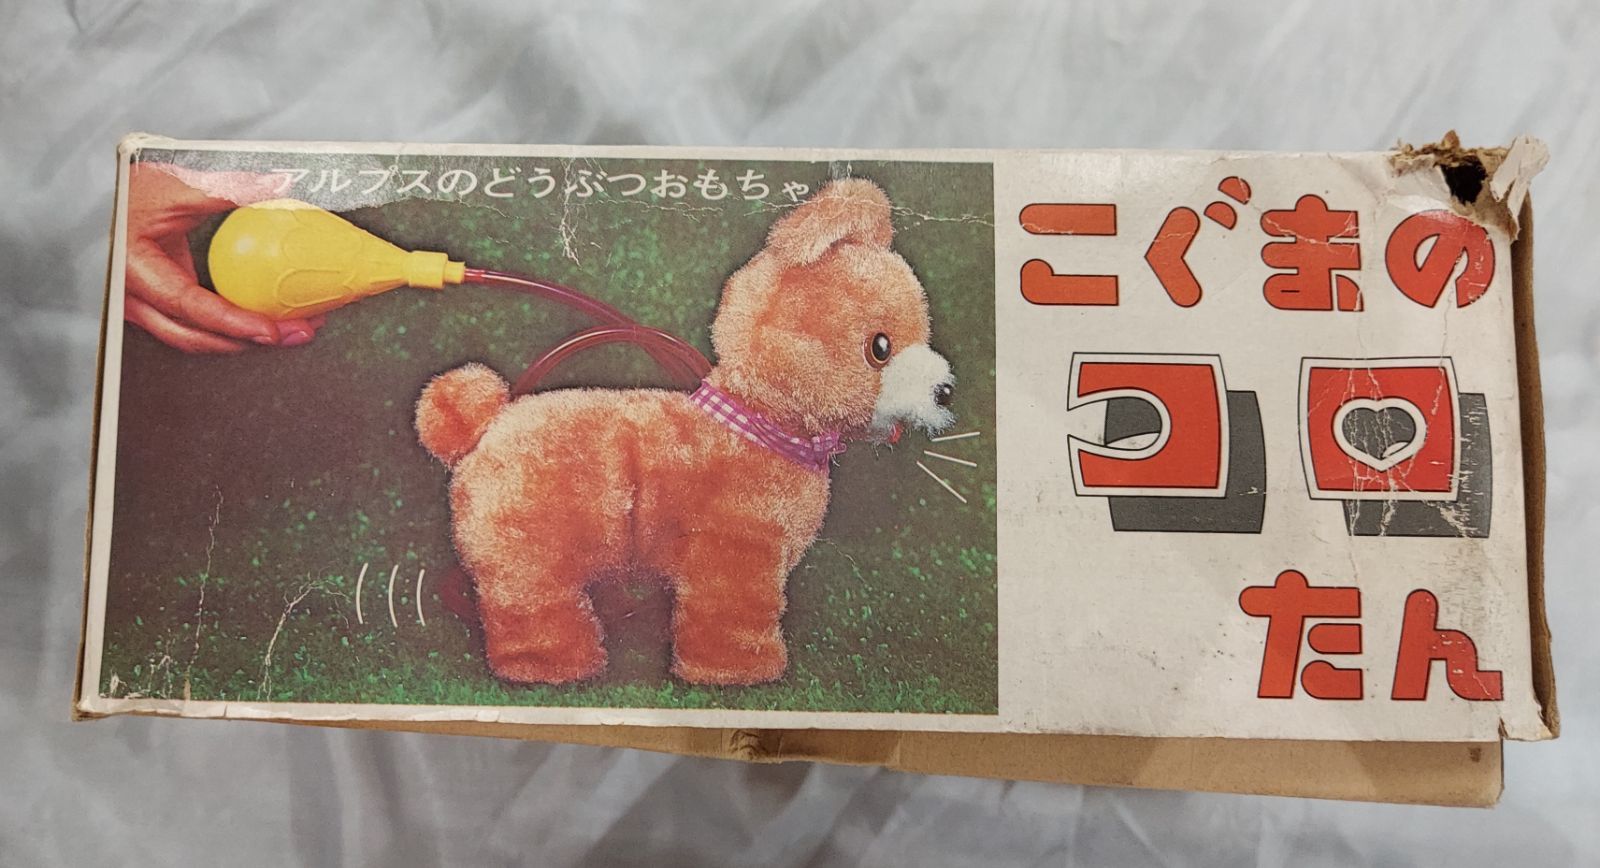 アルプスのどうぶつおもちゃ
こぐまの
コロ
たん